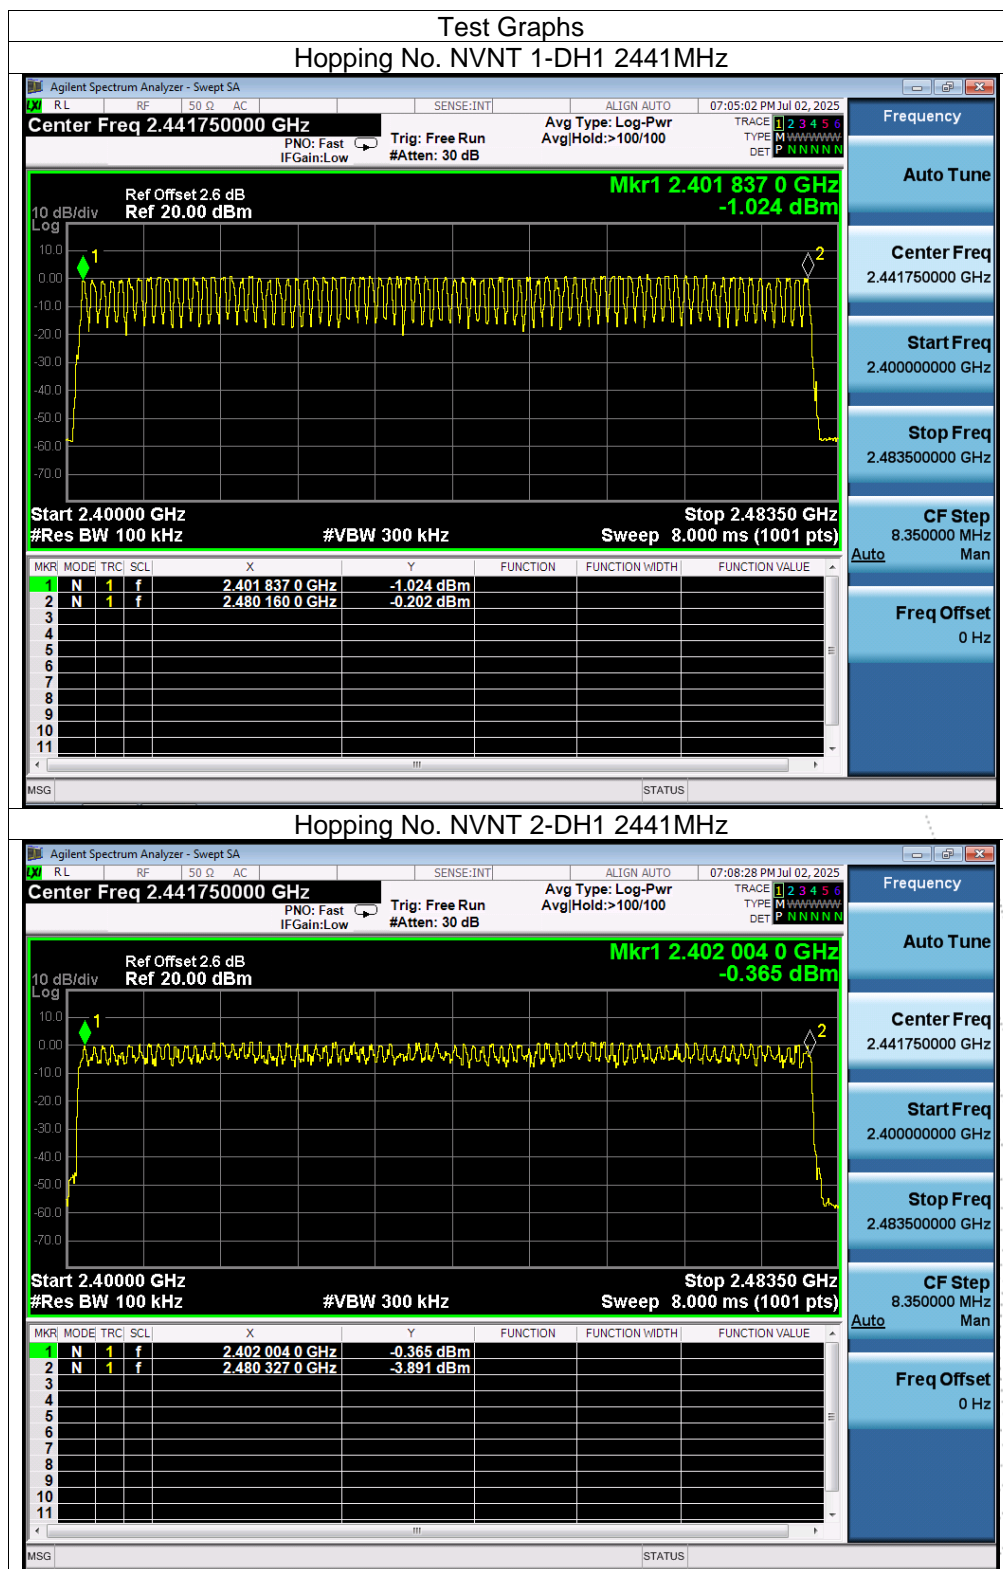 Test Graphs
Hopping No. NVNT 1-DH1 2441MHz
Agilent Spectrum Analyzer - Swept SA
LXI RL RF 50 Ω AC SENSE:INT ALIGN AUTO 07:05:02 PM Jul 02, 2025
Center Freq 2.441750000 GHz
PNO: Fast
IFGain:Low
Trig: Free Run
#Atten: 30 dB
Avg Type: Log-Pwr
Avg|Hold:>100/100
TRACE 1 2 3 4 5 6
TYPE M WWWWW
DET P N N N N N
Frequency
Auto Tune
Center Freq
2.441750000 GHz
Start Freq
2.400000000 GHz
Stop Freq
2.483500000 GHz
CF Step
8.350000 MHz
Auto Man
Freq Offset
0 Hz
Mkr1 2.401 837 0 GHz
-1.024 dBm
Ref Offset 2.6 dB
10 dB/div Ref 20.00 dBm
Log
10.0
0.00
-10.0
-20.0
-30.0
-40.0
-50.0
-60.0
-70.0
1
2
Start 2.40000 GHz Stop 2.48350 GHz
#Res BW 100 kHz #VBW 300 kHz Sweep 8.000 ms (1001 pts)
MKR MODE TRC SCL X Y FUNCTION FUNCTION WIDTH FUNCTION VALUE
1 N 1 f 2.401 837 0 GHz -1.024 dBm
2 N 1 f 2.480 160 0 GHz -0.202 dBm
3
4
5
6
7
8
9
10
11
MSG STATUS
Hopping No. NVNT 2-DH1 2441MHz
Agilent Spectrum Analyzer - Swept SA
LXI RL RF 50 Ω AC SENSE:INT ALIGN AUTO 07:08:28 PM Jul 02, 2025
Center Freq 2.441750000 GHz
PNO: Fast
IFGain:Low
Trig: Free Run
#Atten: 30 dB
Avg Type: Log-Pwr
Avg|Hold:>100/100
TRACE 1 2 3 4 5 6
TYPE M WWWWW
DET P N N N N N
Frequency
Auto Tune
Center Freq
2.441750000 GHz
Start Freq
2.400000000 GHz
Stop Freq
2.483500000 GHz
CF Step
8.350000 MHz
Auto Man
Freq Offset
0 Hz
Mkr1 2.402 004 0 GHz
-0.365 dBm
Ref Offset 2.6 dB
10 dB/div Ref 20.00 dBm
Log
10.0
0.00
-10.0
-20.0
-30.0
-40.0
-50.0
-60.0
-70.0
1
2
Start 2.40000 GHz Stop 2.48350 GHz
#Res BW 100 kHz #VBW 300 kHz Sweep 8.000 ms (1001 pts)
MKR MODE TRC SCL X Y FUNCTION FUNCTION WIDTH FUNCTION VALUE
1 N 1 f 2.402 004 0 GHz -0.365 dBm
2 N 1 f 2.480 327 0 GHz -3.891 dBm
3
4
5
6
7
8
9
10
11
MSG STATUS